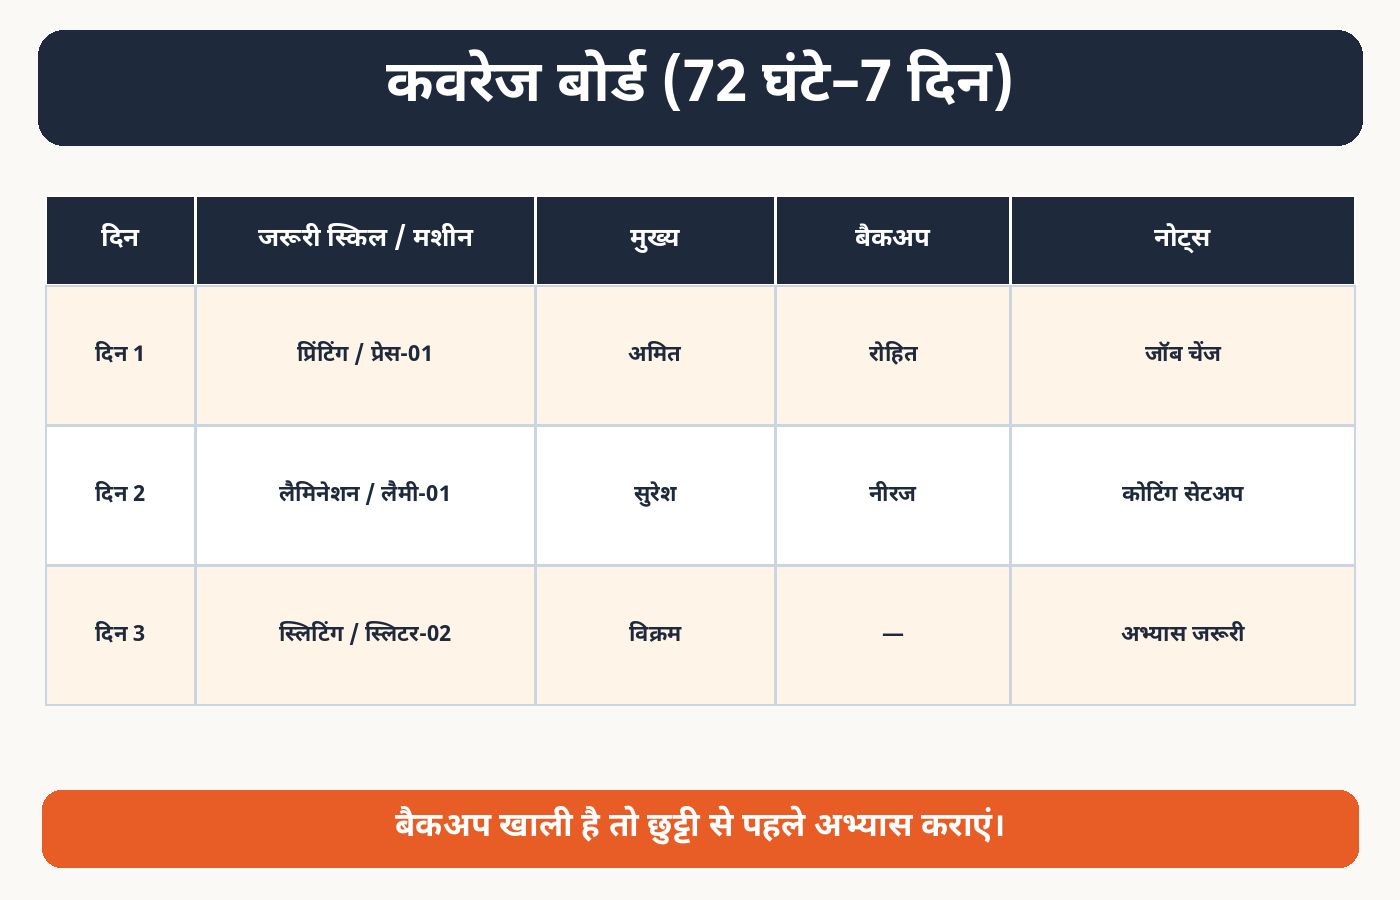 कवरेज बोर्ड (72 घंटे–7 दिन)
दिन जरूरी स्किल / मशीन मुख्य बैकअप नोट्स
दिन 1 प्रिंटिंग / प्रेस-01 अमित रोहित जॉब चेंज
दिन 2 लैमिनेशन / लैमी-01 सुरेश नीरज कोटिंग सेटअप
दिन 3 स्लिटिंग / स्लिटर-02 विक्रम — अभ्यास जरूरी
बैकअप खाली है तो छुट्टी से पहले अभ्यास कराएं।